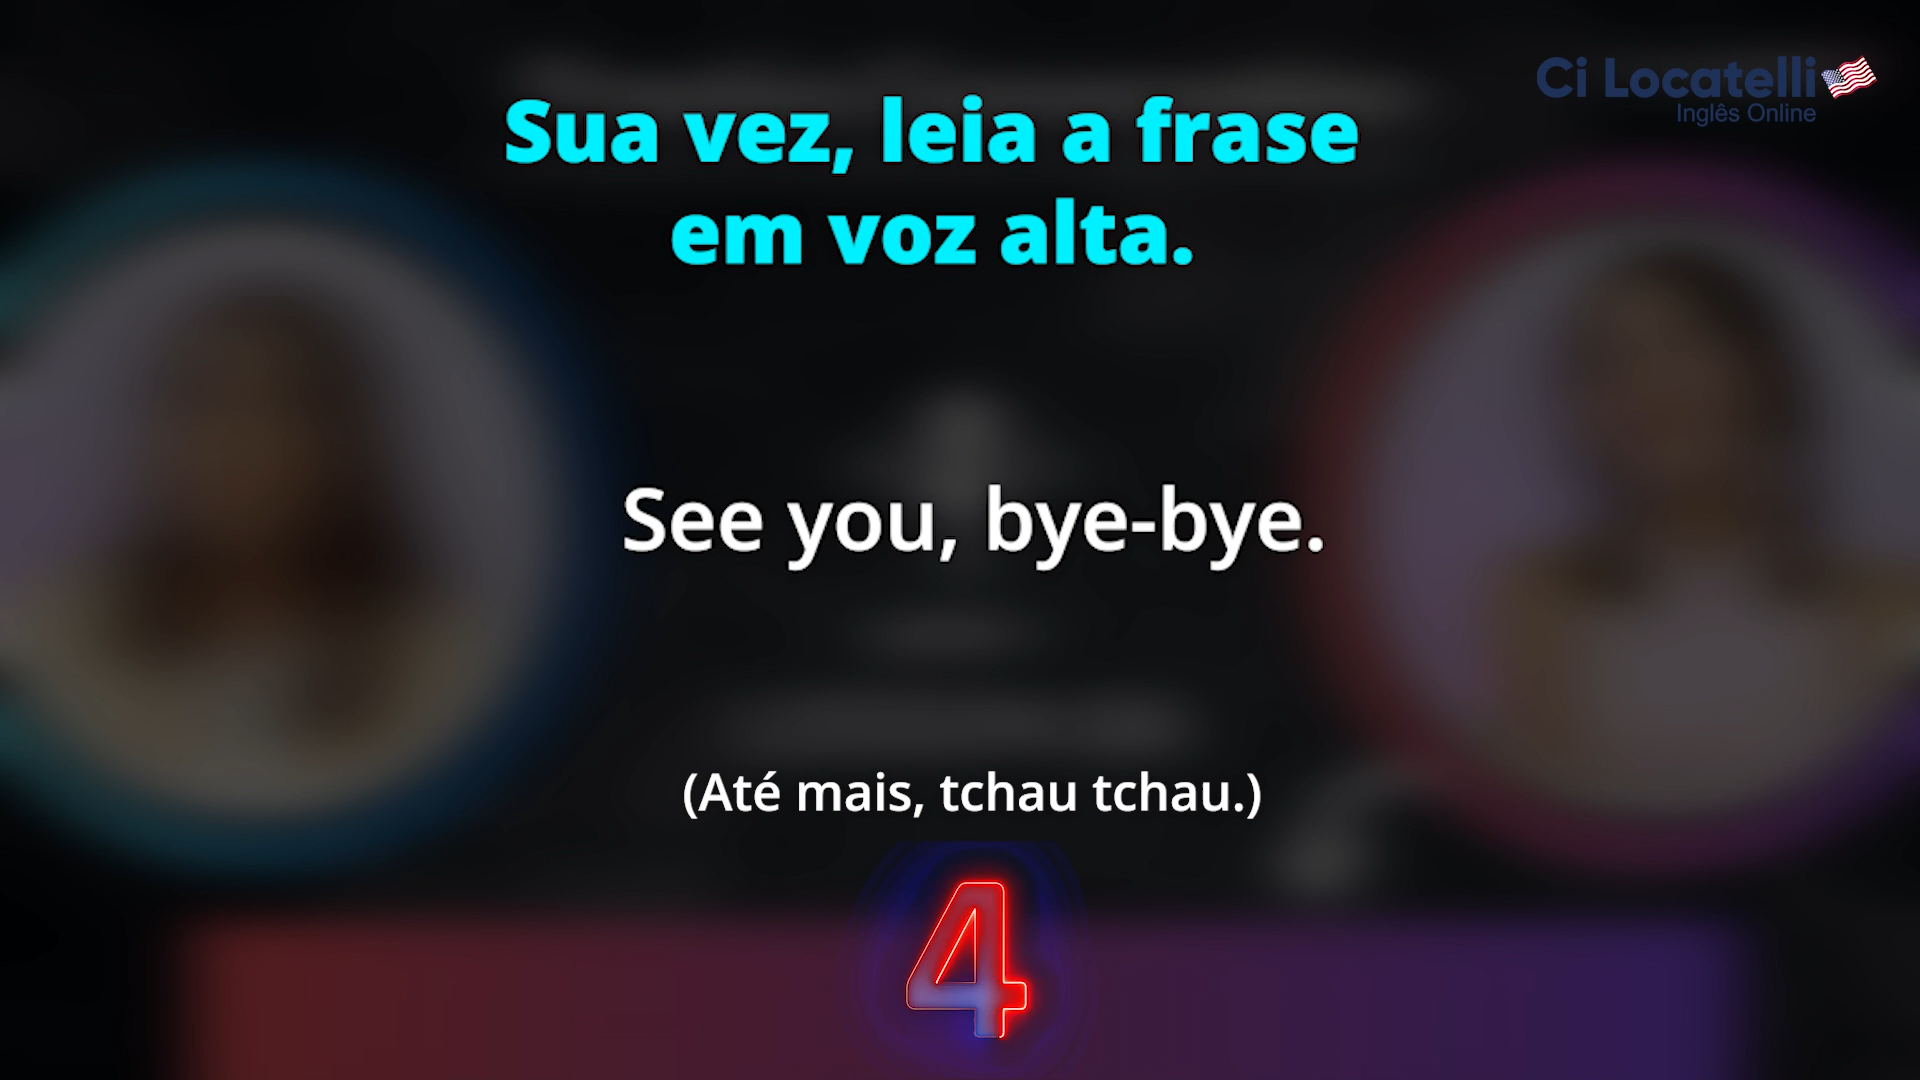 Ci Locatelli
Inglês Online
Sua vez, leia a frase
em voz alta.
See you, bye-bye.
(Até mais, tchau tchau.)
4